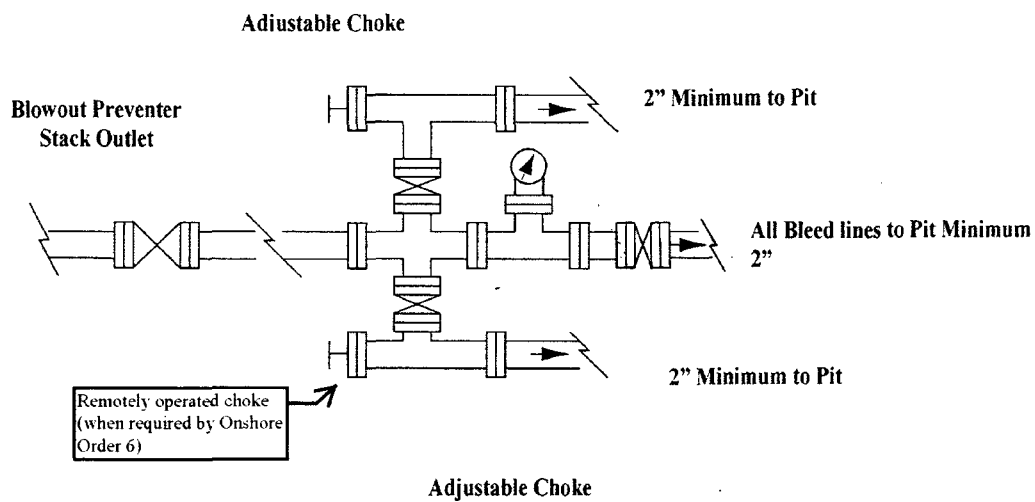 Adjustable Choke
Blowout Preventer
Stack Outlet
2” Minimum to Pit
All Bleed lines to Pit Minimum
2”
2” Minimum to Pit
Remotely operated choke
(when required by Onshore
Order 6)
Adjustable Choke